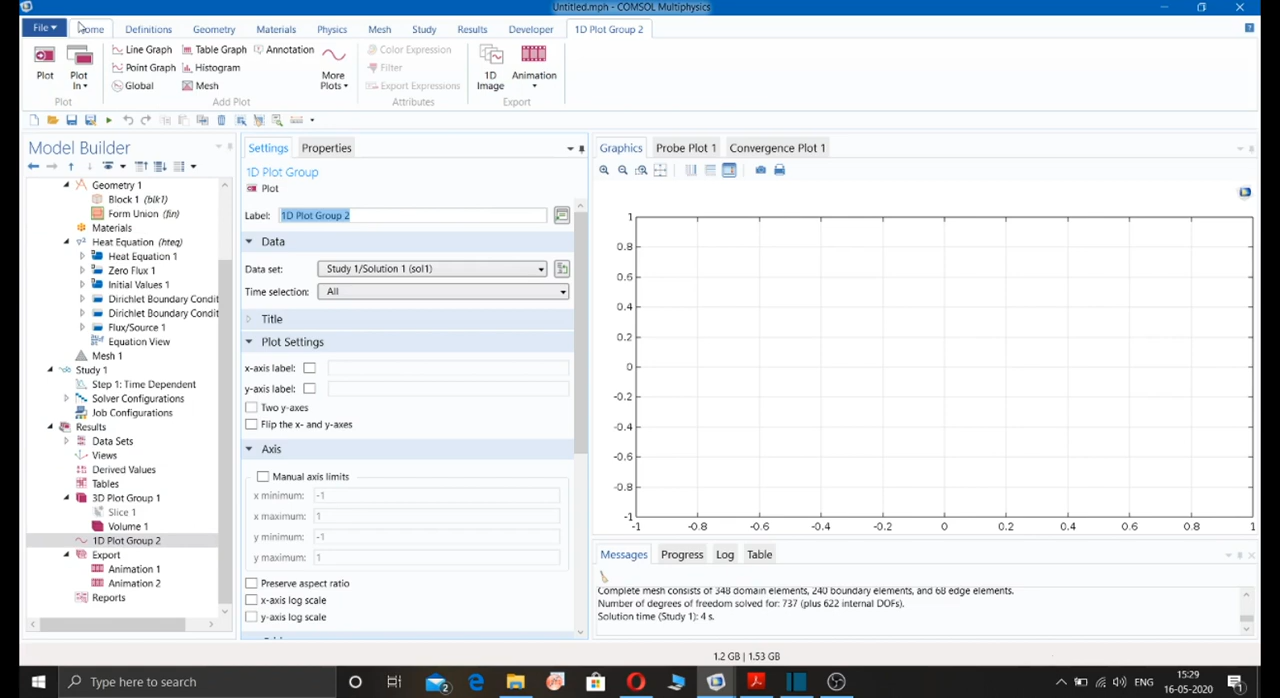 Untitled.mph - COMSOL Multiphysics
File Home Definitions Geometry Materials Physics Mesh Study Results Developer 1D Plot Group 2
Plot
Plot In
Line Graph Table Graph Annotation
Point Graph Histogram
Global Mesh
More Plots
Color Expression
Filter
Export Expressions
1D Image
Animation
Plot Add Plot Attributes Export
Model Builder
Geometry 1
Block 1 (blk1)
Form Union (fin)
Materials
Heat Equation (hteq)
Heat Equation 1
Zero Flux 1
Initial Values 1
Dirichlet Boundary Condit
Dirichlet Boundary Condit
Flux/Source 1
Equation View
Mesh 1
Study 1
Step 1: Time Dependent
Solver Configurations
Job Configurations
Results
Data Sets
Views
Derived Values
Tables
3D Plot Group 1
Slice 1
Volume 1
1D Plot Group 2
Export
Animation 1
Animation 2
Reports
Settings Properties
1D Plot Group
Plot
Label: 1D Plot Group 2
Data
Data set: Study 1/Solution 1 (sol1)
Time selection: All
Title
Plot Settings
x-axis label:
y-axis label:
Two y-axes
Flip the x- and y-axes
Axis
Manual axis limits
x minimum: -1
x maximum: 1
y minimum: -1
y maximum: 1
Preserve aspect ratio
x-axis log scale
y-axis log scale
Graphics Probe Plot 1 Convergence Plot 1
1
0.8
0.6
0.4
0.2
0
-0.2
-0.4
-0.6
-0.8
-1
-1 -0.8 -0.6 -0.4 -0.2 0 0.2 0.4 0.6 0.8 1
Messages Progress Log Table
Complete mesh consists of 348 domain elements, 240 boundary elements, and 68 edge elements.
Number of degrees of freedom solved for: 737 (plus 622 internal DOFs).
Solution time (Study 1): 4 s.
1.2 GB | 1.53 GB
Type here to search
2
ENG
15:29
16-05-2020
1